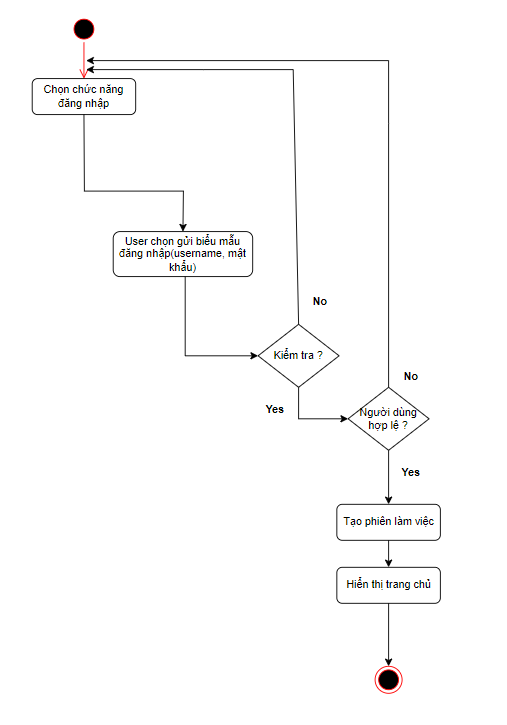 Chọn chức năng
đăng nhập
User chọn gửi biểu mẫu
đăng nhập(username, mật
khẩu)
No
Kiểm tra ?
No
Yes
Người dùng
hợp lệ ?
Yes
Tạo phiên làm việc
Hiển thị trang chủ